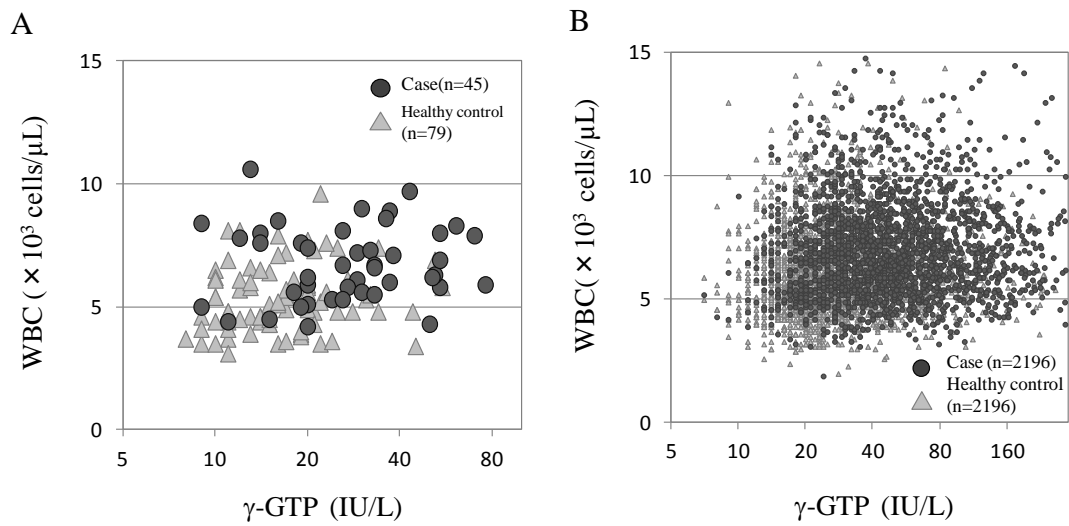 A
15
10
5
0
WBC( × 10³ cells/μL)
Case(n=45)
Healthy control
(n=79)
5
10
20
40
80
γ-GTP (IU/L)
B
15
10
5
0
WBC( × 10³ cells/μL)
Case (n=2196)
Healthy control
(n=2196)
5
10
20
40
80
160
γ-GTP (IU/L)